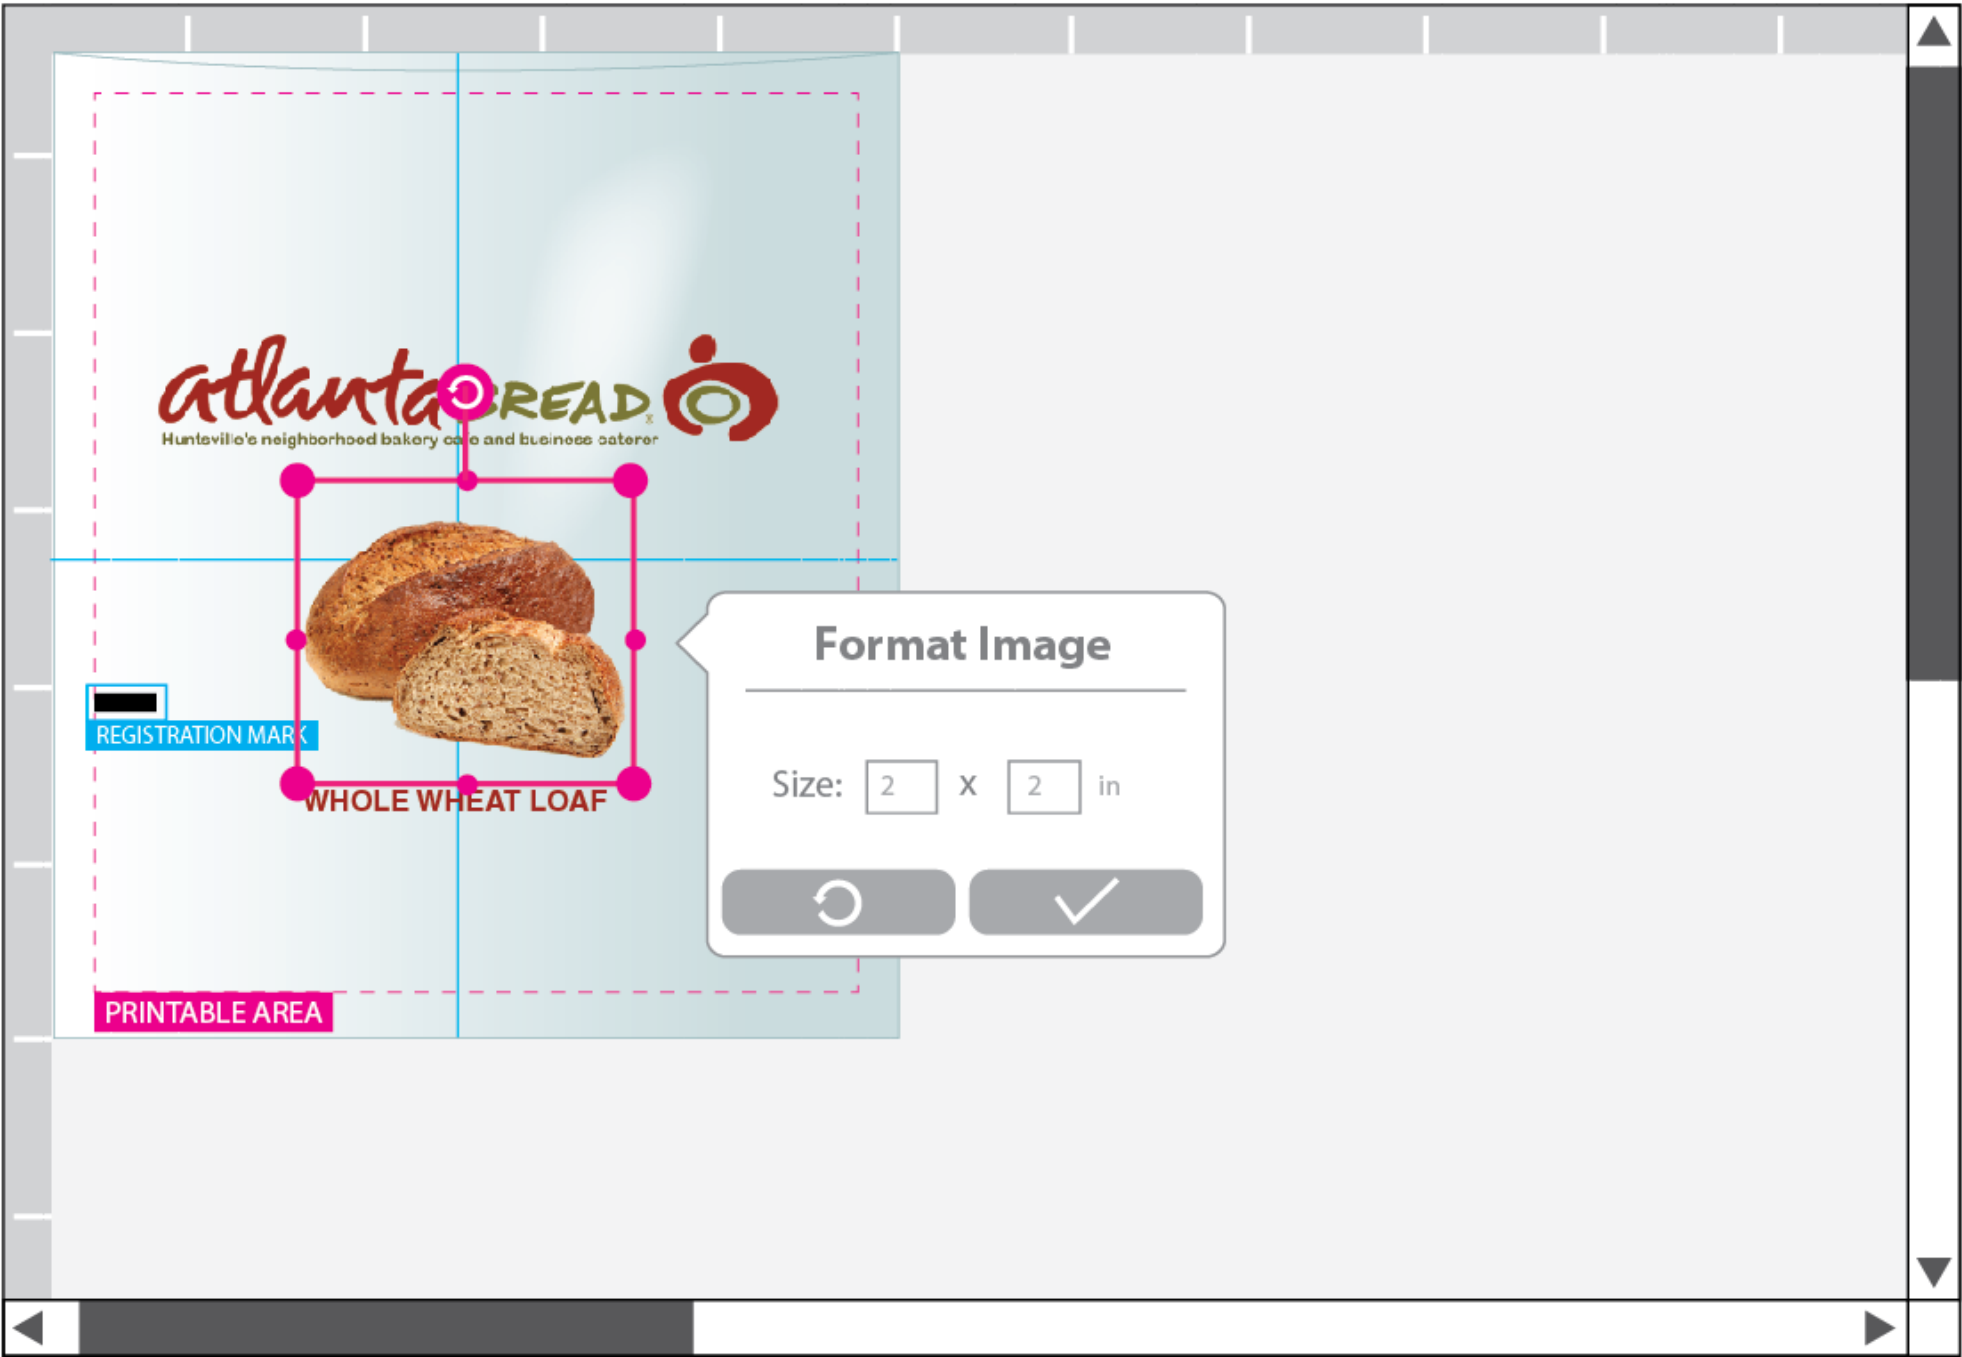 atlanta BREAD
Huntsville's neighborhood bakery cafe and business caterer
Format Image
REGISTRATION MARK
Size: 2 x 2 in
WHOLE WHEAT LOAF
PRINTABLE AREA